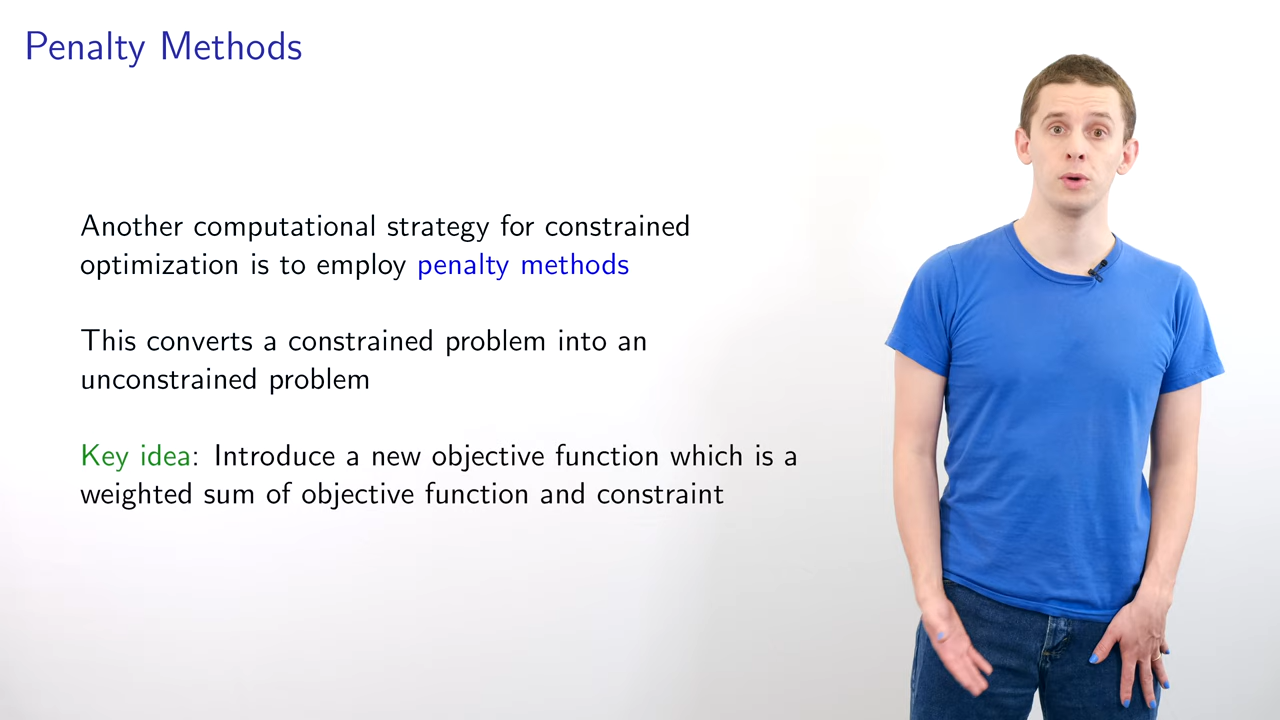 Penalty Methods
Another computational strategy for constrained
optimization is to employ penalty methods
This converts a constrained problem into an
unconstrained problem
Key idea: Introduce a new objective function which is a
weighted sum of objective function and constraint